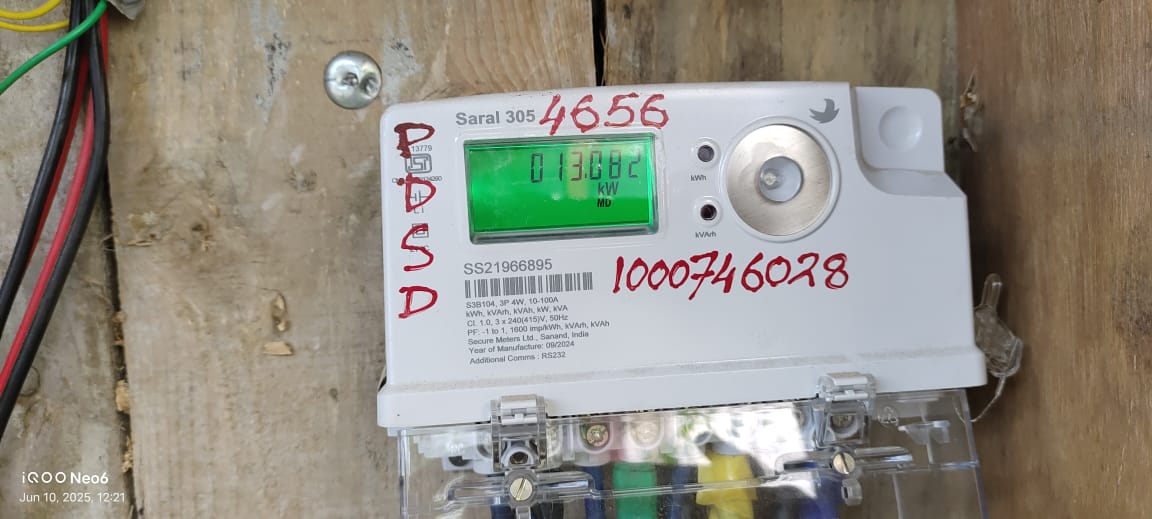 Saral 305
4656
P
D
S
D
13779
013.082
kW
MD
kWh
kVArh
SS21966895
1000746028
S3B104, 3P 4W, 10-100A
kWh, kVArh, kVAh, kW, kVA
Cl. 1.0, 3 x 240(415)V, 50Hz
PF: -1 to 1, 1600 imp/kWh, kVArh, kVAh
Secure Meters Ltd., Sanand, India
Year of Manufacture: 09/2024
Additional Comms : RS232
iQOO Neo6
Jun 10, 2025, 12:21